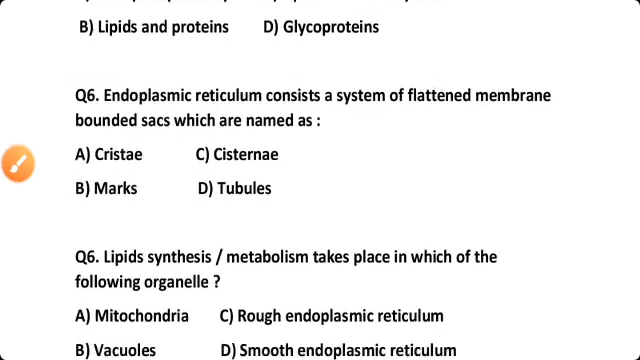 B) Lipids and proteins D) Glycoproteins
Q6. Endoplasmic reticulum consists a system of flattened membrane
bounded sacs which are named as :
A) Cristae C) Cisternae
B) Marks D) Tubules
Q6. Lipids synthesis / metabolism takes place in which of the
following organelle ?
A) Mitochondria C) Rough endoplasmic reticulum
B) Vacuoles D) Smooth endoplasmic reticulum